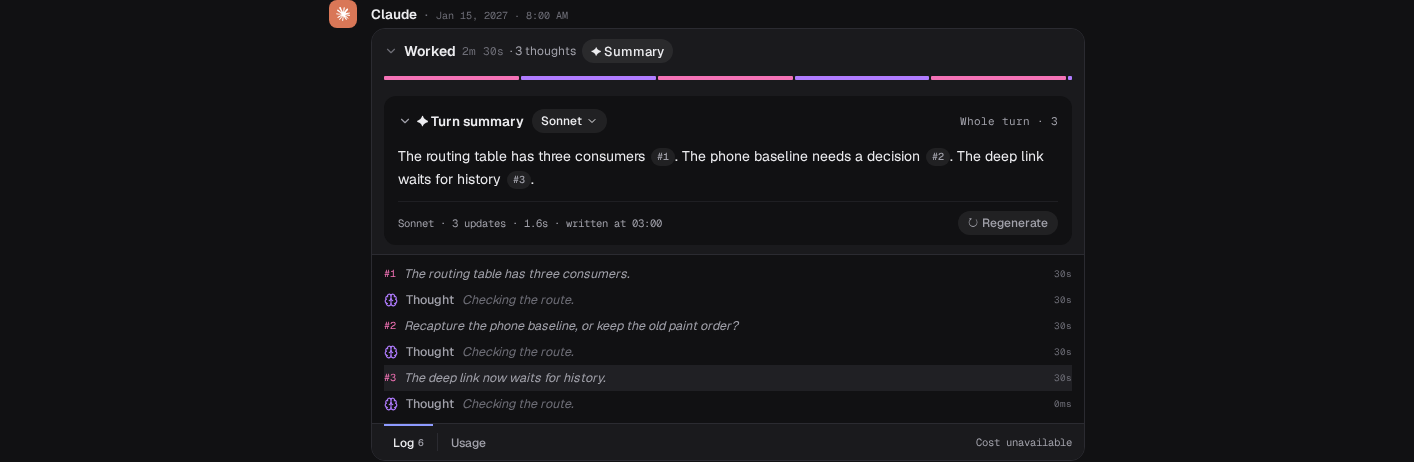 Claude · Jan 15, 2027 · 8:00 AM
Worked 2m 30s · 3 thoughts Summary
Turn summary Sonnet Whole turn · 3
The routing table has three consumers #1. The phone baseline needs a decision #2. The deep link
waits for history #3.
Sonnet · 3 updates · 1.6s · written at 03:00 Regenerate
#1 The routing table has three consumers. 30s
Thought Checking the route. 30s
#2 Recapture the phone baseline, or keep the old paint order? 30s
Thought Checking the route. 30s
#3 The deep link now waits for history. 30s
Thought Checking the route. 0ms
Log 6 Usage Cost unavailable